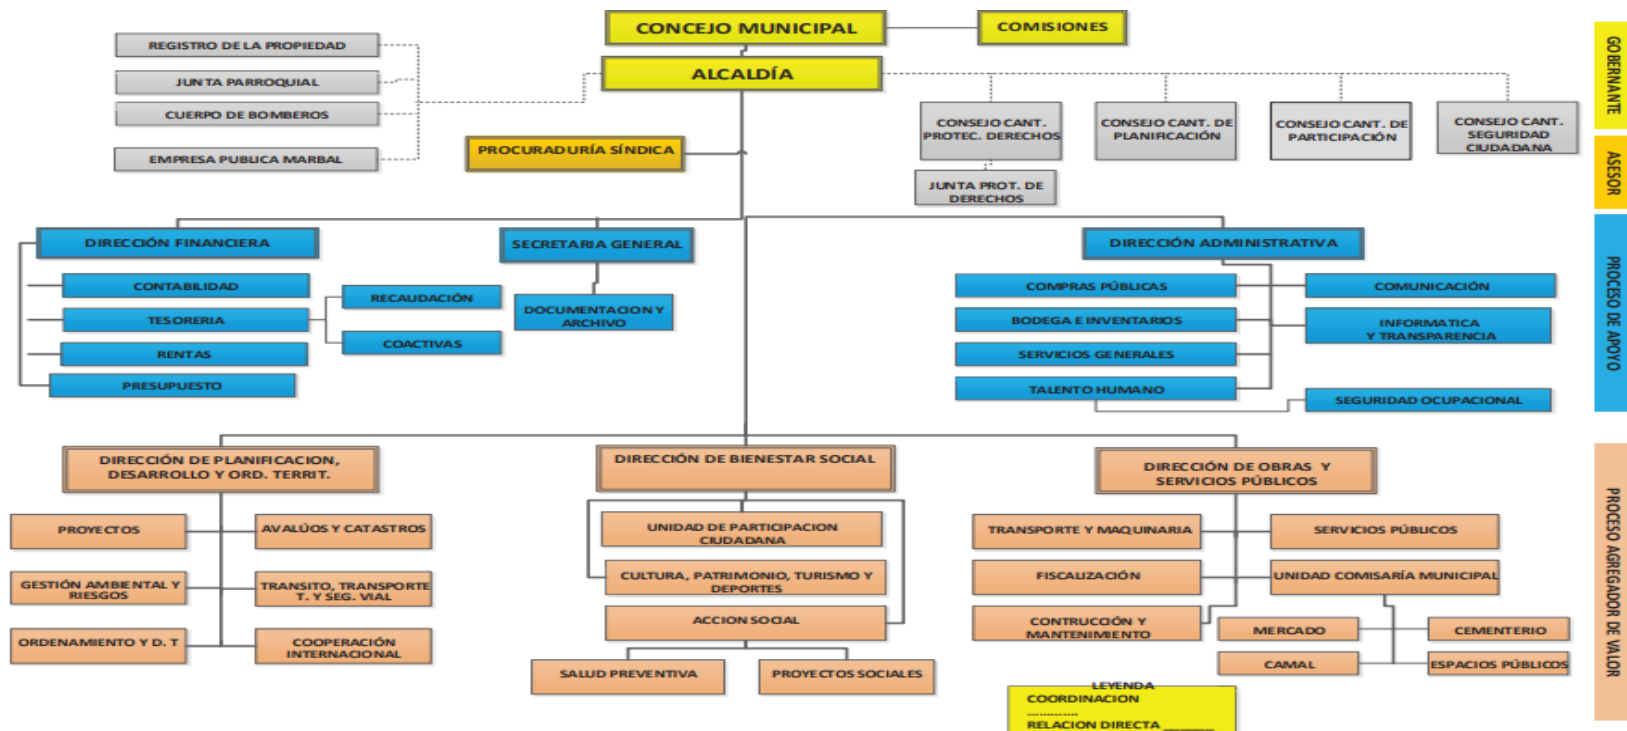 CONCEJO MUNICIPAL
COMISIONES
ALCALDÍA
REGISTRO DE LA PROPIEDAD
JUNTA PARROQUIAL
CUERPO DE BOMBEROS
EMPRESA PUBLICA MARBAL
PROCURADURÍA SÍNDICA
CONSEJO CANT.
PROTEC. DERECHOS
CONSEJO CANT. DE
PLANIFICACIÓN
CONSEJO CANT. DE
PARTICIPACIÓN
CONSEJO CANT.
SEGURIDAD
CIUDADANA
JUNTA PROT. DE
DERECHOS
GOBERNANTE
ASESOR
DIRECCIÓN FINANCIERA
SECRETARIA GENERAL
DIRECCIÓN ADMINISTRATIVA
CONTABILIDAD
TESORERIA
RENTAS
PRESUPUESTO
RECAUDACIÓN
COACTIVAS
DOCUMENTACION Y
ARCHIVO
COMPRAS PÚBLICAS
BODEGA E INVENTARIOS
SERVICIOS GENERALES
TALENTO HUMANO
COMUNICACIÓN
INFORMATICA
Y TRANSPARENCIA
SEGURIDAD OCUPACIONAL
PROCESO DE APOYO
DIRECCIÓN DE PLANIFICACION,
DESARROLLO Y ORD. TERRIT.
DIRECCIÓN DE BIENESTAR SOCIAL
DIRECCIÓN DE OBRAS Y
SERVICIOS PÚBLICOS
PROYECTOS
AVALÚOS Y CATASTROS
GESTIÓN AMBIENTAL Y
RIESGOS
TRANSITO, TRANSPORTE
T. Y SEG. VIAL
ORDENAMIENTO Y D. T
COOPERACIÓN
INTERNACIONAL
UNIDAD DE PARTICIPACION
CIUDADANA
CULTURA, PATRIMONIO, TURISMO Y
DEPORTES
ACCION SOCIAL
SALUD PREVENTIVA
PROYECTOS SOCIALES
TRANSPORTE Y MAQUINARIA
SERVICIOS PÚBLICOS
FISCALIZACIÓN
UNIDAD COMISARÍA MUNICIPAL
CONTRUCCIÓN Y
MANTENIMIENTO
MERCADO
CEMENTERIO
CAMAL
ESPACIOS PÚBLICOS
PROCESO AGREGADOR DE VALOR
LEYENDA
COORDINACION
.............
RELACION DIRECTA ________